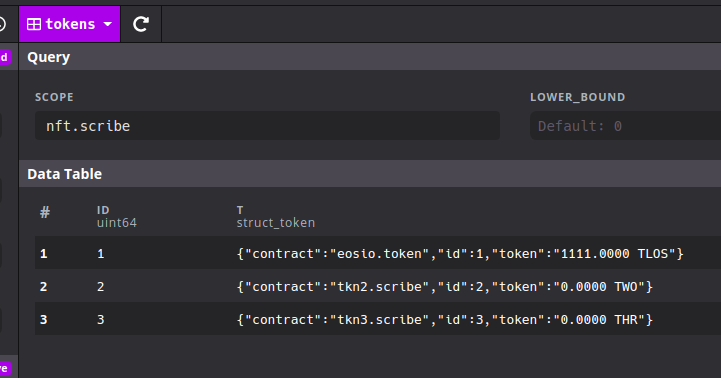 tokens
d
Query
SCOPE
LOWER_BOUND
nft.scribe
Default: 0
Data Table
# ID T
uint64 struct_token
1 1 {"contract":"eosio.token","id":1,"token":"1111.0000 TLOS"}
2 2 {"contract":"tkn2.scribe","id":2,"token":"0.0000 TWO"}
3 3 {"contract":"tkn3.scribe","id":3,"token":"0.0000 THR"}
ve